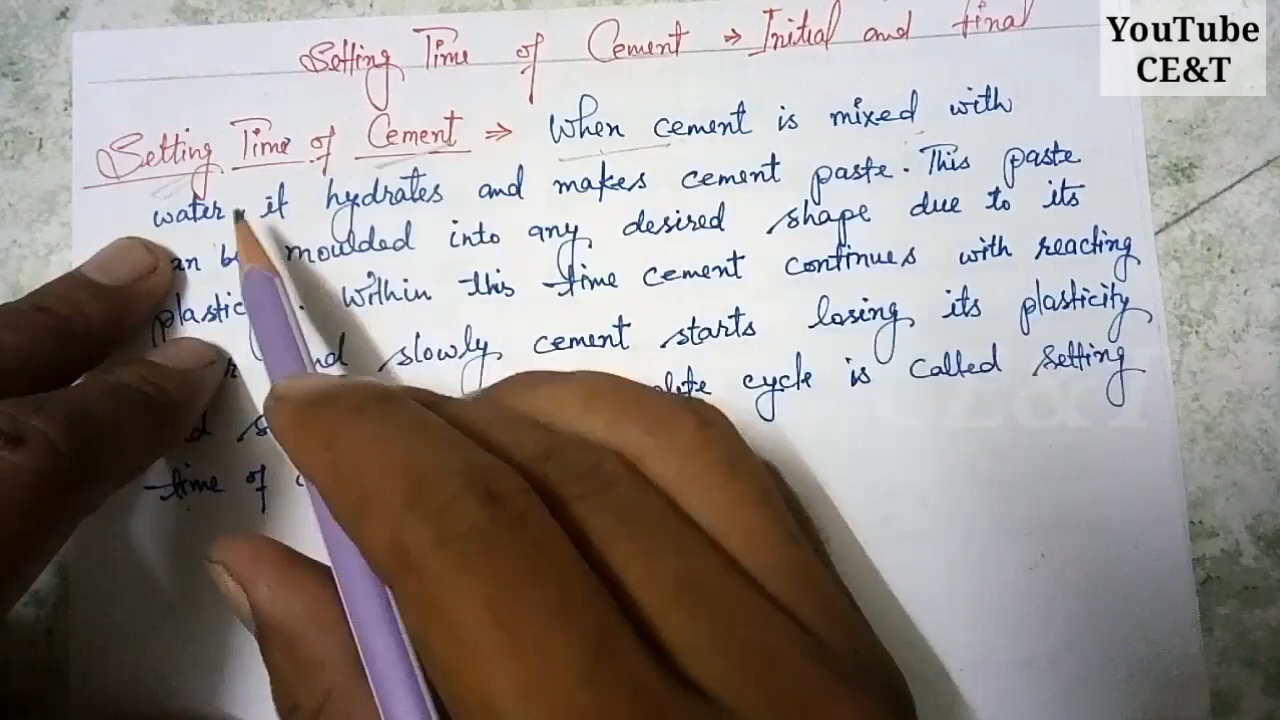 Setting Time of Cement → Initial and final
YouTube
CE&T
Setting Time of Cement ⇒ When cement is mixed with
water, it hydrates and makes cement paste. This paste
moulded into any desired shape due to its
Within this time cement continues with reacting
slowly cement starts losing its plasticity
cycle is called setting
time of